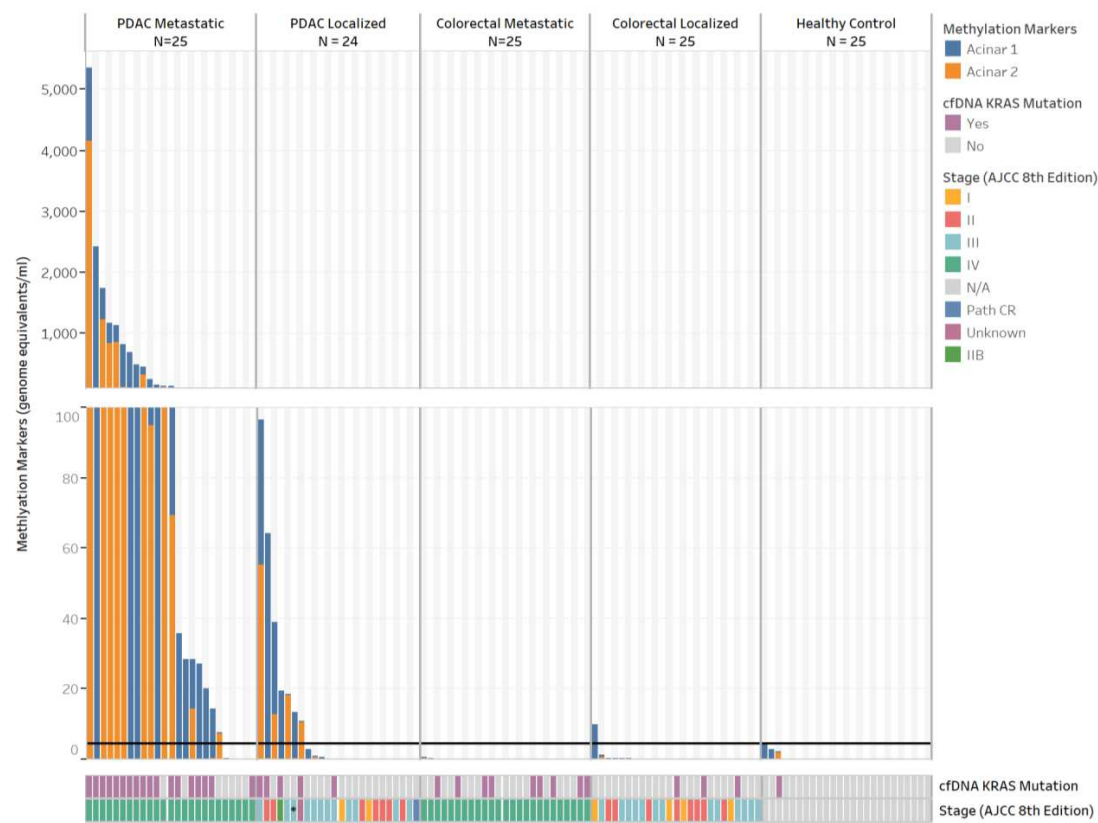 PDAC Metastatic
N=25
PDAC Localized
N = 24
Colorectal Metastatic
N=25
Colorectal Localized
N = 25
Healthy Control
N = 25
Methylation Markers
Acinar 1
Acinar 2
cfDNA KRAS Mutation
Yes
No
Stage (AJCC 8th Edition)
I
II
III
IV
N/A
Path CR
Unknown
IIB
Methlyation Markers (genome equivalents/ml)
5,000
4,000
3,000
2,000
1,000
100
80
60
40
20
0
*
cfDNA KRAS Mutation
Stage (AJCC 8th Edition)